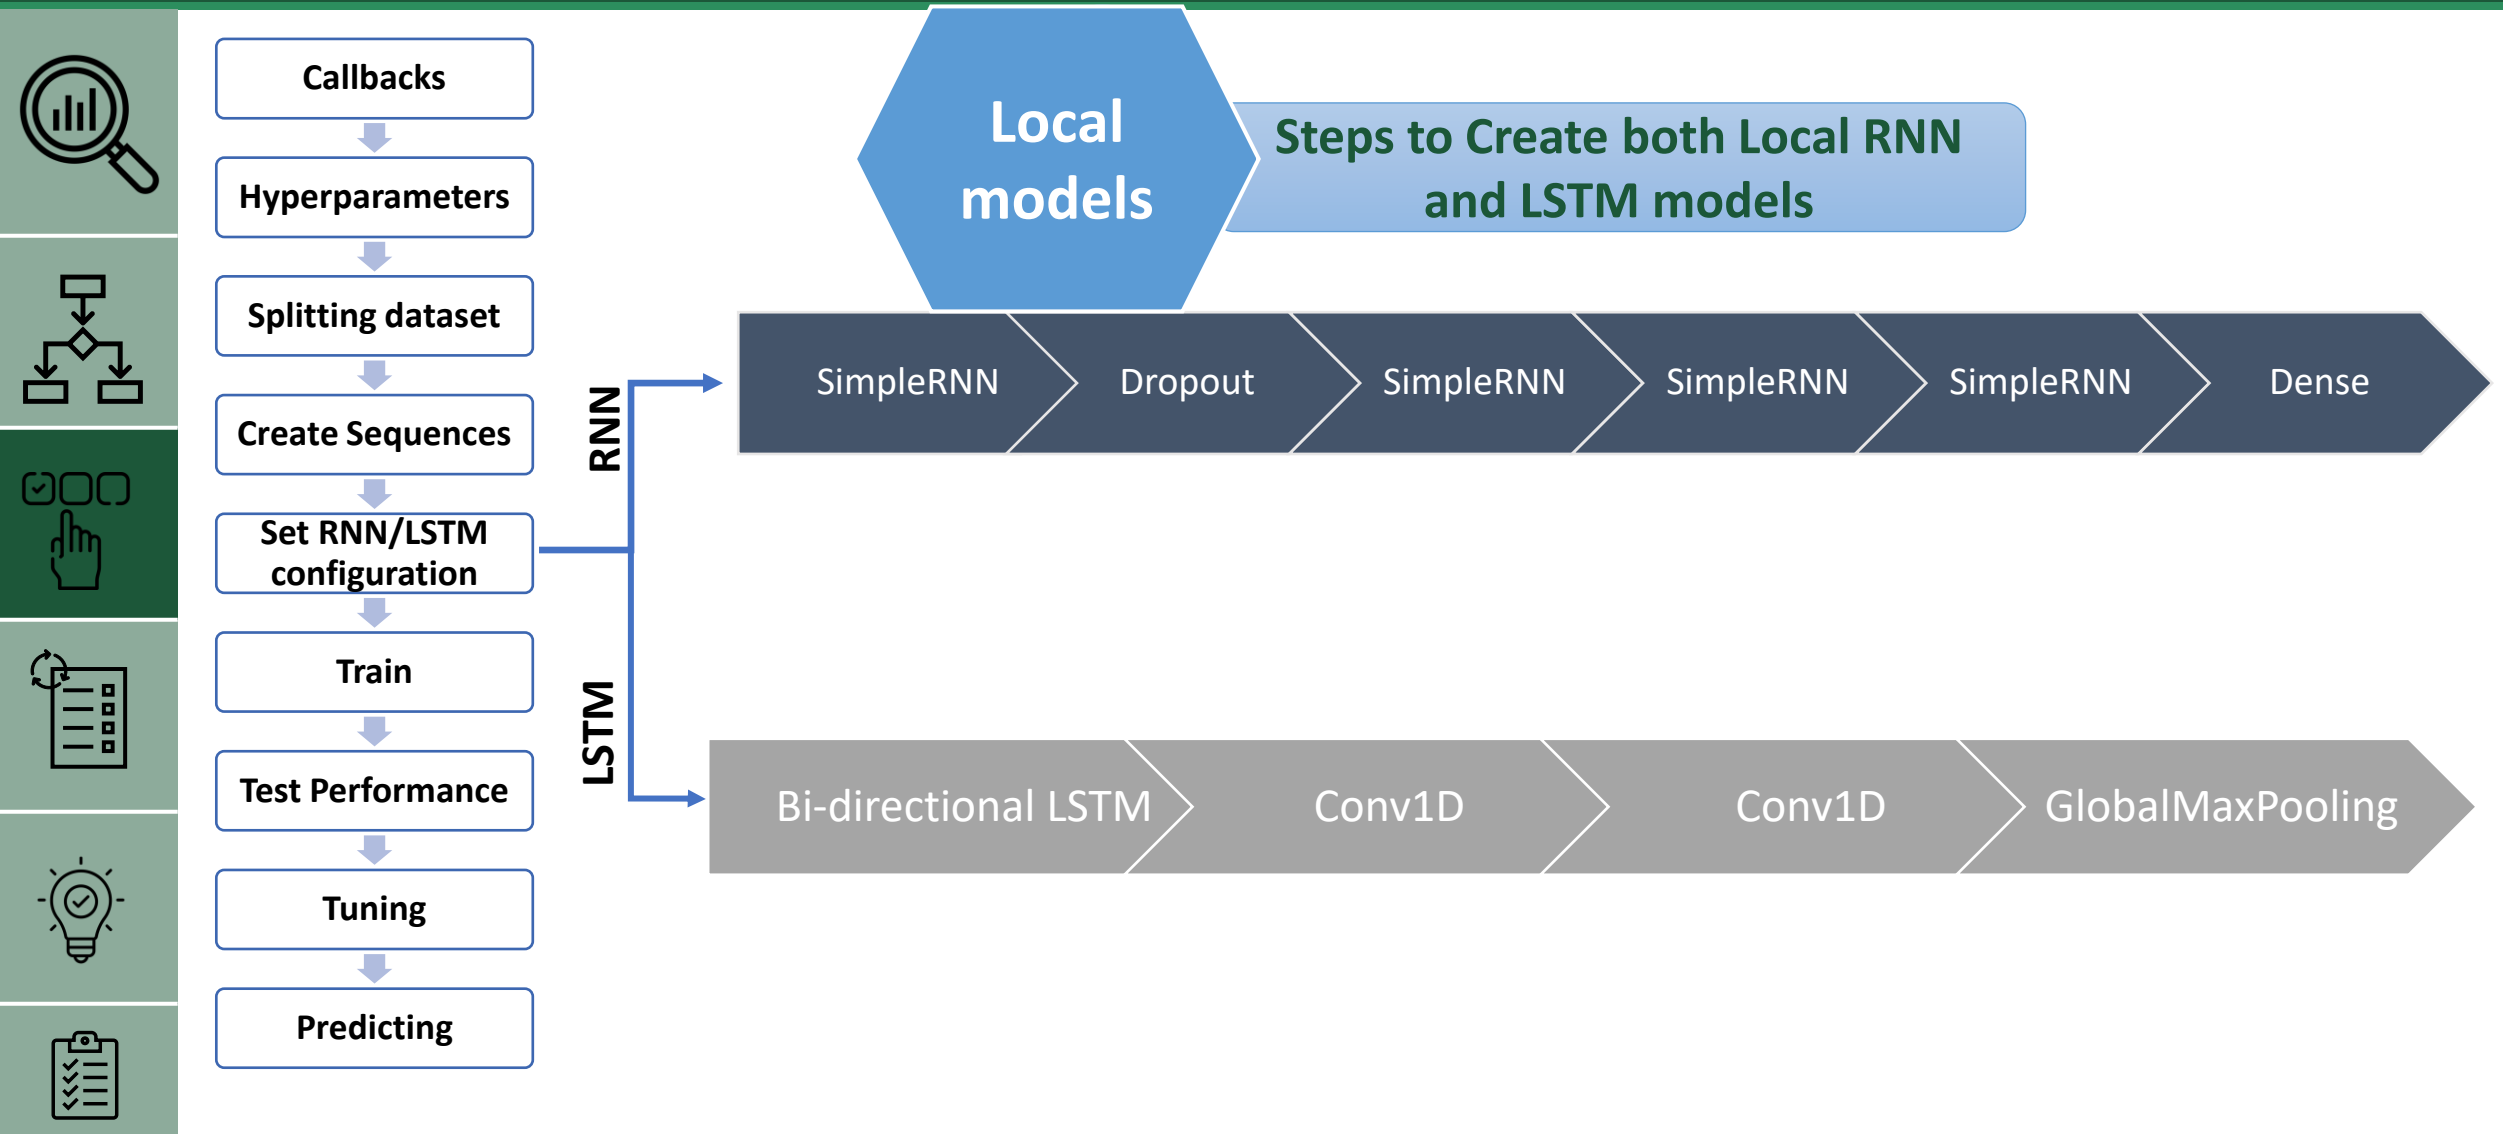 Callbacks
Hyperparameters
Splitting dataset
Create Sequences
Set RNN/LSTM
configuration
Train
Test Performance
Tuning
Predicting
Local
models
Steps to Create both Local RNN
and LSTM models
RNN
SimpleRNN
Dropout
SimpleRNN
SimpleRNN
SimpleRNN
Dense
LSTM
Bi-directional LSTM
Conv1D
Conv1D
GlobalMaxPooling